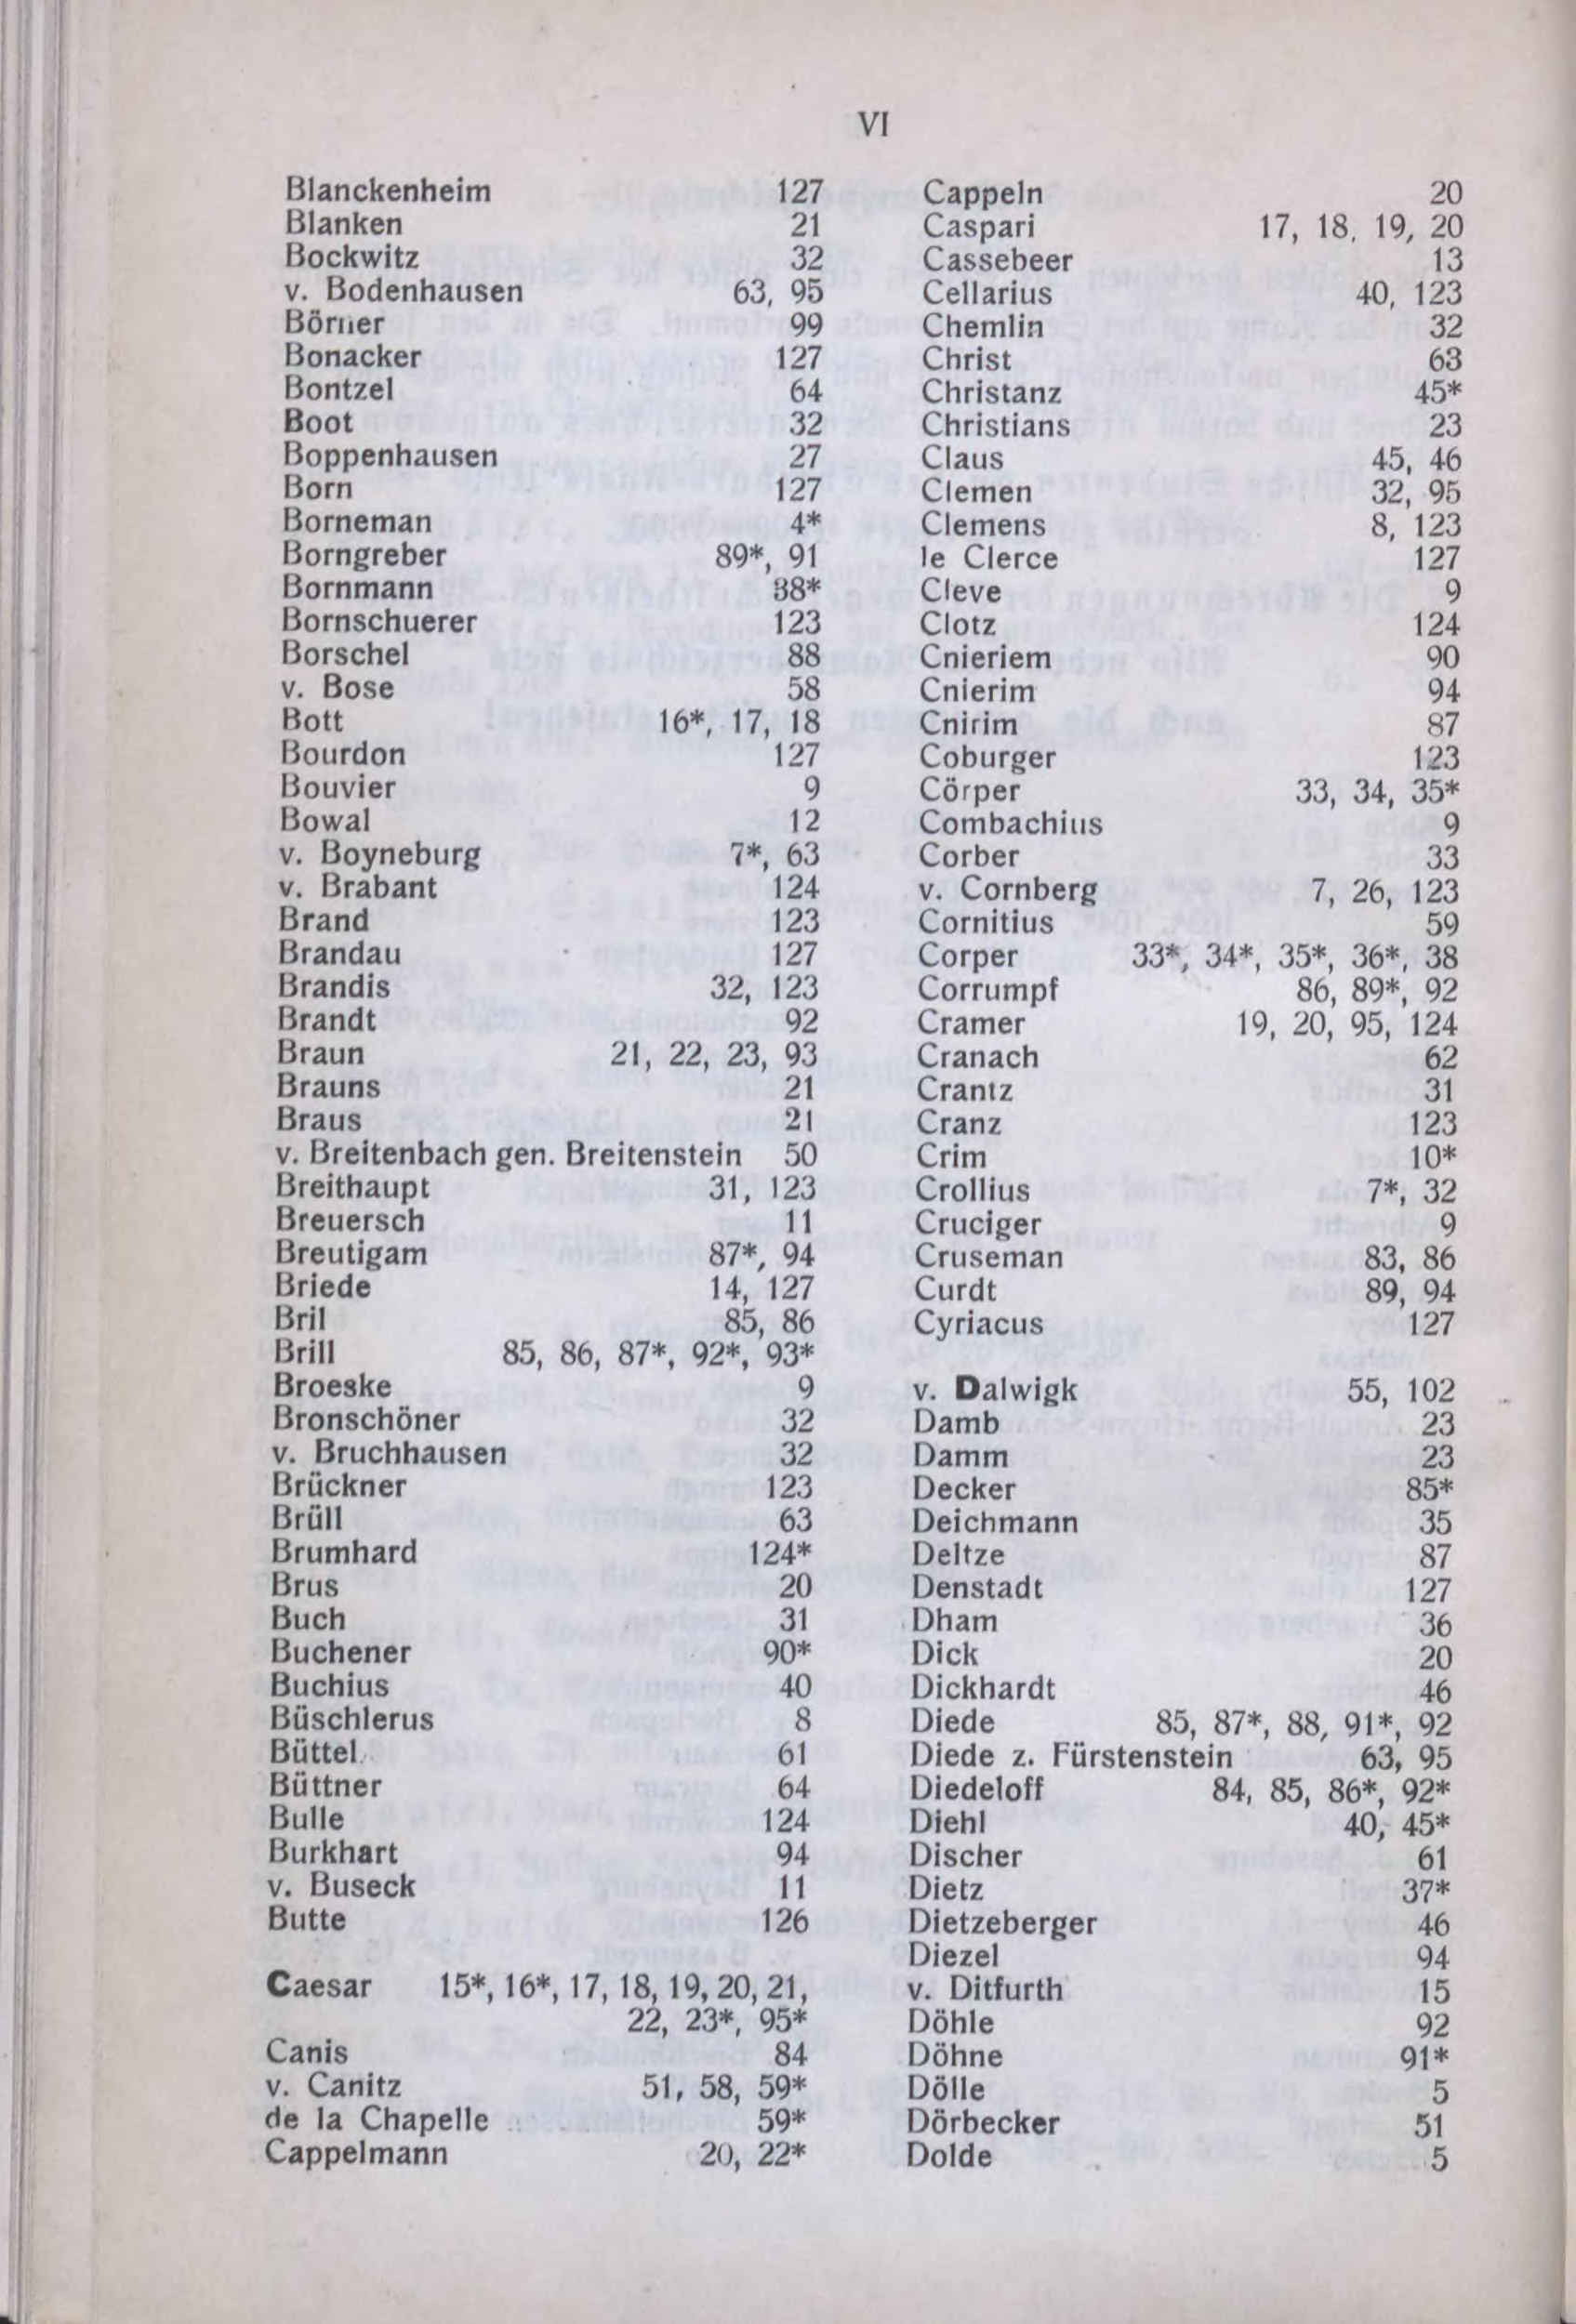 VI
Blanckenheim 127
Blanken 21
Bockwitz 32
v. Bodenhausen 63, 95
Börner 99
Bonacker 127
Bontzel 64
Boot 32
Boppenhausen 27
Born 127
Borneman 4*
Borngreber 89*, 91
Bornmann 38*
Bornschuerer 123
Borschel 88
v. Bose 58
Bott 16*, 17, 18
Bourdon 127
Bouvier 9
Bowal 12
v. Boyneburg 7*, 63
v. Brabant 124
Brand 123
Brandau 127
Brandis 32, 123
Brandt 92
Braun 21, 22, 23, 93
Brauns 21
Braus 21
v. Breitenbach gen. Breitenstein 50
Breithaupt 31, 123
Breuersch 11
Breutigam 87*, 94
Briede 14, 127
Bril 85, 86
Brill 85, 86, 87*, 92*, 93*
Broeske 9
Bronschöner 32
v. Bruchhausen 32
Brückner 123
Brüll 63
Brumhard 124*
Brus 20
Buch 31
Buchener 90*
Buchius 40
Büschlerus 8
Büttel 61
Büttner 64
Bulle 124
Burkhart 94
v. Buseck 11
Butte 126
Caesar 15*, 16*, 17, 18, 19, 20, 21,
22, 23*, 95*
Canis 84
v. Canitz 51, 58, 59*
de la Chapelle 59*
Cappelmann 20, 22*
Cappeln 20
Caspari 17, 18, 19, 20
Cassebeer 13
Cellarius 40, 123
Chemlin 32
Christ 63
Christanz 45*
Christians 23
Claus 45, 46
Clemen 32, 95
Clemens 8, 123
le Clerce 127
Cleve 9
Clotz 124
Cnieriem 90
Cnierim 94
Cnirim 87
Coburger 123
Cörper 33, 34, 35*
Combachius 9
Corber 33
v. Cornberg 7, 26, 123
Cornitius 59
Corper 33*, 34*, 35*, 36*, 38
Corrumpf 86, 89*, 92
Cramer 19, 20, 95, 124
Cranach 62
Crantz 31
Cranz 123
Crim 10*
Crollius 7*, 32
Cruciger 9
Cruseman 83, 86
Curdt 89, 94
Cyriacus 127
v. Dalwigk 55, 102
Damb 23
Damm 23
Decker 85*
Deichmann 35
Deltze 87
Denstadt 127
Dham 36
Dick 20
Dickhardt 46
Diede 85, 87*, 88, 91*, 92
Diede z. Fürstenstein 63, 95
Diedeloff 84, 85, 86*, 92*
Diehl 40, 45*
Discher 61
Dietz 37*
Dietzeberger 46
Diezel 94
v. Ditfurth 15
Döhle 92
Döhne 91*
Dölle 5
Dörbecker 51
Dolde 5